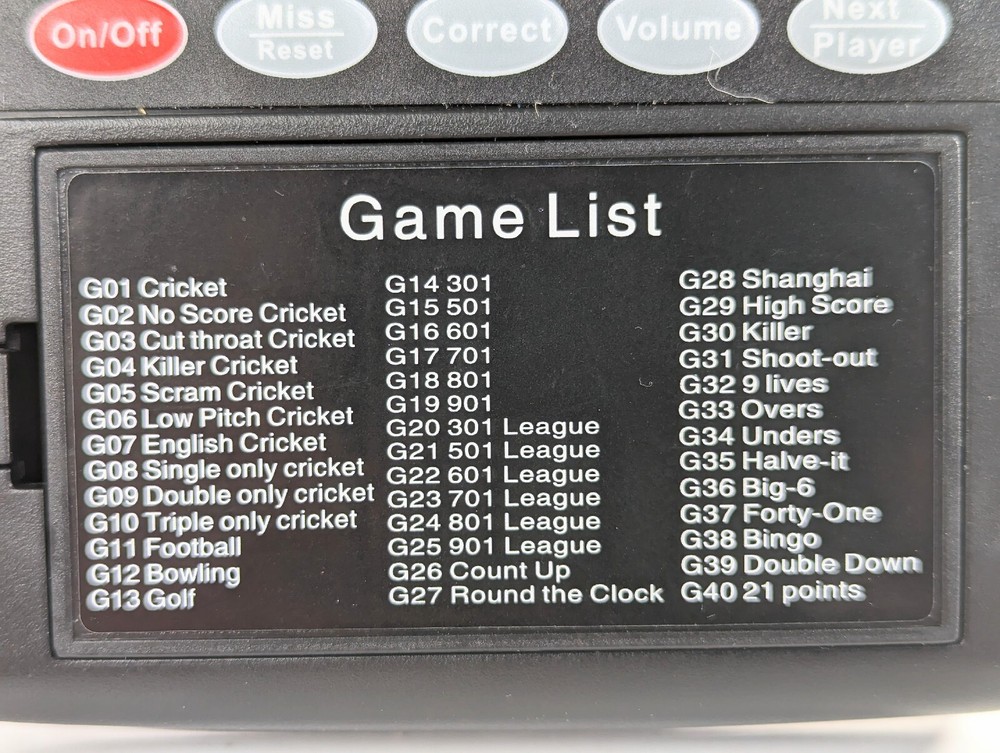 On/Off
Miss
Reset
Correct
Volume
Next
Player
Game List
G01 Cricket
G02 No Score Cricket
G03 Cut throat Cricket
G04 Killer Cricket
G05 Scram Cricket
G06 Low Pitch Cricket
G07 English Cricket
G08 Single only cricket
G09 Double only cricket
G10 Triple only cricket
G11 Football
G12 Bowling
G13 Golf
G14 301
G15 501
G16 601
G17 701
G18 801
G19 901
G20 301 League
G21 501 League
G22 601 League
G23 701 League
G24 801 League
G25 901 League
G26 Count Up
G27 Round the Clock
G28 Shanghai
G29 High Score
G30 Killer
G31 Shoot-out
G32 9 lives
G33 Overs
G34 Unders
G35 Halve-it
G36 Big-6
G37 Forty-One
G38 Bingo
G39 Double Down
G40 21 points